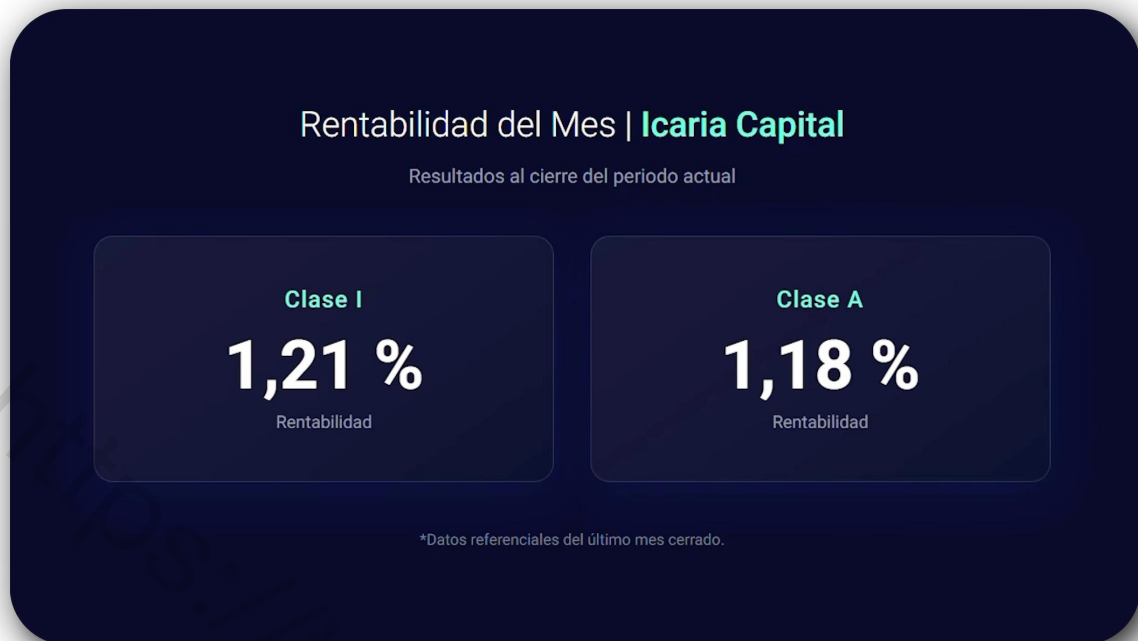 Rentabilidad del Mes | Icaria Capital
Resultados al cierre del periodo actual
Clase I
1,21 %
Rentabilidad
Clase A
1,18 %
Rentabilidad
*Datos referenciales del último mes cerrado.
https://